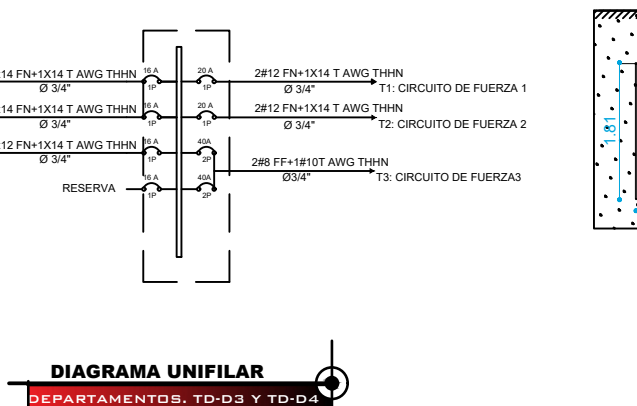 X14 FN+1X14 T AWG THHN
Ø 3/4"
16 A
1P
20 A
1P
2#12 FN+1X14 T AWG THHN
Ø 3/4"
T1: CIRCUITO DE FUERZA 1
X14 FN+1X14 T AWG THHN
Ø 3/4"
16 A
1P
20 A
1P
2#12 FN+1X14 T AWG THHN
Ø 3/4"
T2: CIRCUITO DE FUERZA 2
X12 FN+1X14 T AWG THHN
Ø 3/4"
16 A
1P
40A
2P
2#8 FF+1#10T AWG THHN
Ø3/4"
T3: CIRCUITO DE FUERZA3
RESERVA
16 A
1P
40A
2P
1.81
DIAGRAMA UNIFILAR
DEPARTAMENTOS. TD-D3 Y TD-D4